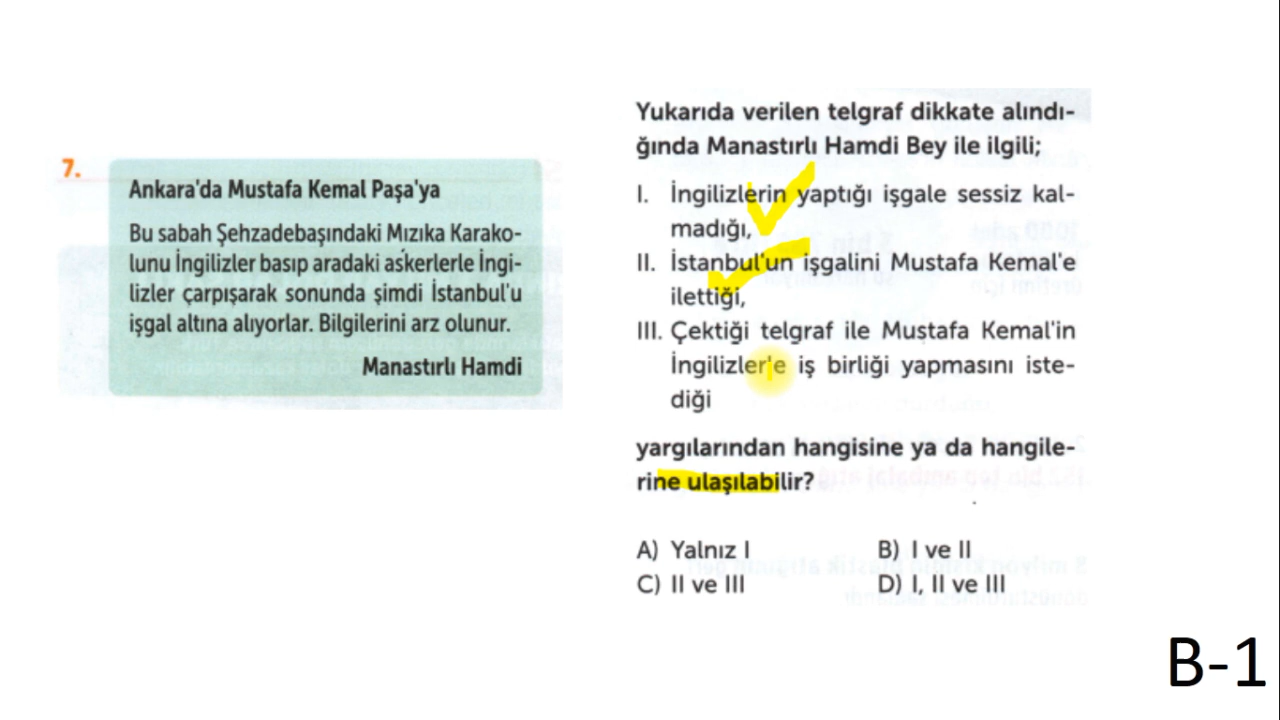 7.
Ankara'da Mustafa Kemal Paşa'ya
Bu sabah Şehzadebaşındaki Mızıka Karako-
lunu İngilizler basıp aradaki askerlerle İngi-
lizler çarpışarak sonunda şimdi İstanbul'u
işgal altına alıyorlar. Bilgilerini arz olunur.
Manastırlı Hamdi
Yukarıda verilen telgraf dikkate alındı-
ğında Manastırlı Hamdi Bey ile ilgili;
I. İngilizlerin yaptığı işgale sessiz kal-
madığı,
II. İstanbul'un işgalini Mustafa Kemal'e
ilettiği,
III. Çektiği telgraf ile Mustafa Kemal'in
İngilizler'e iş birliği yapmasını iste-
diği
yargılarından hangisine ya da hangile-
rine ulaşılabilir?
A) Yalnız I
B) I ve II
C) II ve III
D) I, II ve III
B-1